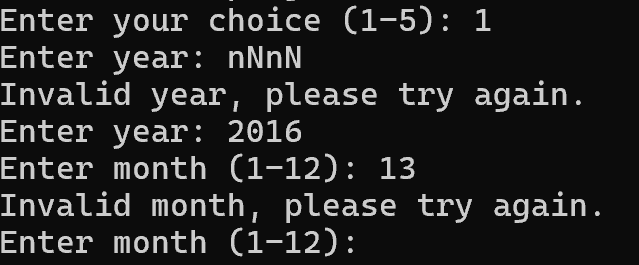 Enter your choice (1-5): 1
Enter year: nNnN
Invalid year, please try again.
Enter year: 2016
Enter month (1-12): 13
Invalid month, please try again.
Enter month (1-12):